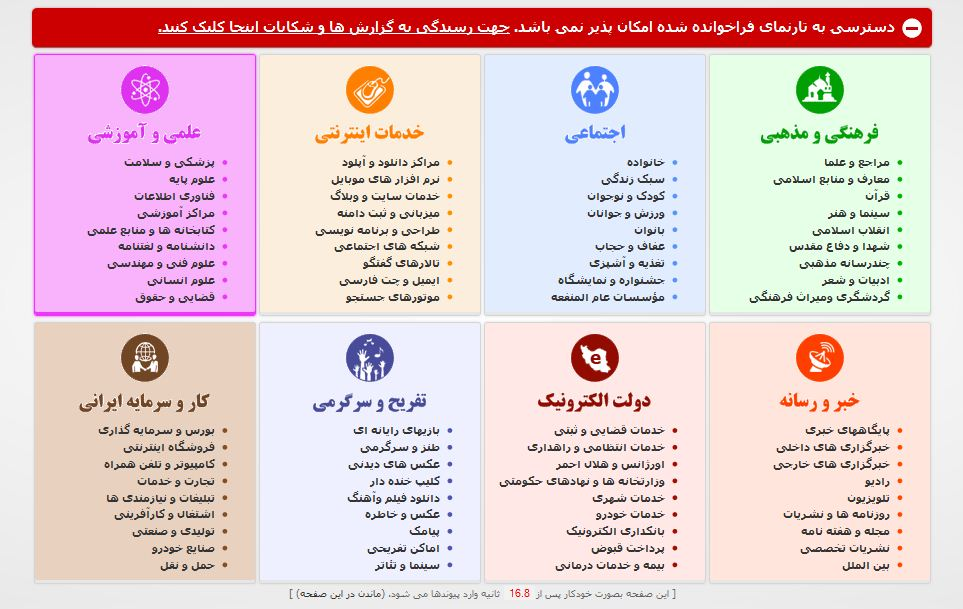 دسترسی به تارنمای فراخوانده شده امکان پذیر نمی باشد. جهت رسیدگی به گزارش ها و شکایات اینجا کلیک کنید.
فرهنگی و مذهبی
مراجع و علما
معارف و منابع اسلامی
قرآن
سینما و هنر
انقلاب اسلامی
شهدا و دفاع مقدس
چندرسانه مذهبی
ادبیات و شعر
گردشگری ومیراث فرهنگی
اجتماعی
خانواده
سبک زندگی
کودک و نوجوان
ورزش و جوانان
بانوان
عفاف و حجاب
تغذیه و آشپزی
جشنواره و نمایشگاه
مؤسسات عام المنفعه
خدمات اینترنتی
مراکز دانلود و آپلود
نرم افزار های موبایل
خدمات سایت و وبلاگ
میزبانی و ثبت دامنه
طراحی و برنامه نویسی
شبکه های اجتماعی
تالارهای گفتگو
ایمیل و چت فارسی
موتورهای جستجو
علمی و آموزشی
پزشکی و سلامت
علوم پایه
فناوری اطلاعات
مراکز آموزشی
کتابخانه ها و منابع علمی
دانشنامه و لغتنامه
علوم فنی و مهندسی
علوم انسانی
قضایی و حقوق
خبر و رسانه
پایگاههای خبری
خبرگزاری های داخلی
خبرگزاری های خارجی
رادیو
تلویزیون
روزنامه ها و نشریات
مجله و هفته نامه
نشریات تخصصی
بین الملل
e
دولت الکترونیک
خدمات قضایی و ثبتی
خدمات انتظامی و راهداری
اورژانس و هلال احمر
وزارتخانه ها و نهادهای حکومتی
خدمات شهری
خدمات خودرو
بانکداری الکترونیک
پرداخت قبوض
بیمه و خدمات درمانی
تفریح و سرگرمی
بازیهای رایانه ای
طنز و سرگرمی
عکس های دیدنی
کلیپ خنده دار
دانلود فیلم وآهنگ
عکس و خاطره
پیامک
اماکن تفریحی
سینما و تئاتر
کار و سرمایه ایرانی
بورس و سرمایه گذاری
فروشگاه اینترنتی
کامپیوتر و تلفن همراه
تجارت و خدمات
تبلیغات و نیازمندی ها
اشتغال و کارآفرینی
تولیدی و صنعتی
صنایع خودرو
حمل و نقل
[ این صفحه بصورت خودکار پس از 16.8 ثانیه وارد پیوندها می شود. (ماندن در این صفحه) ]